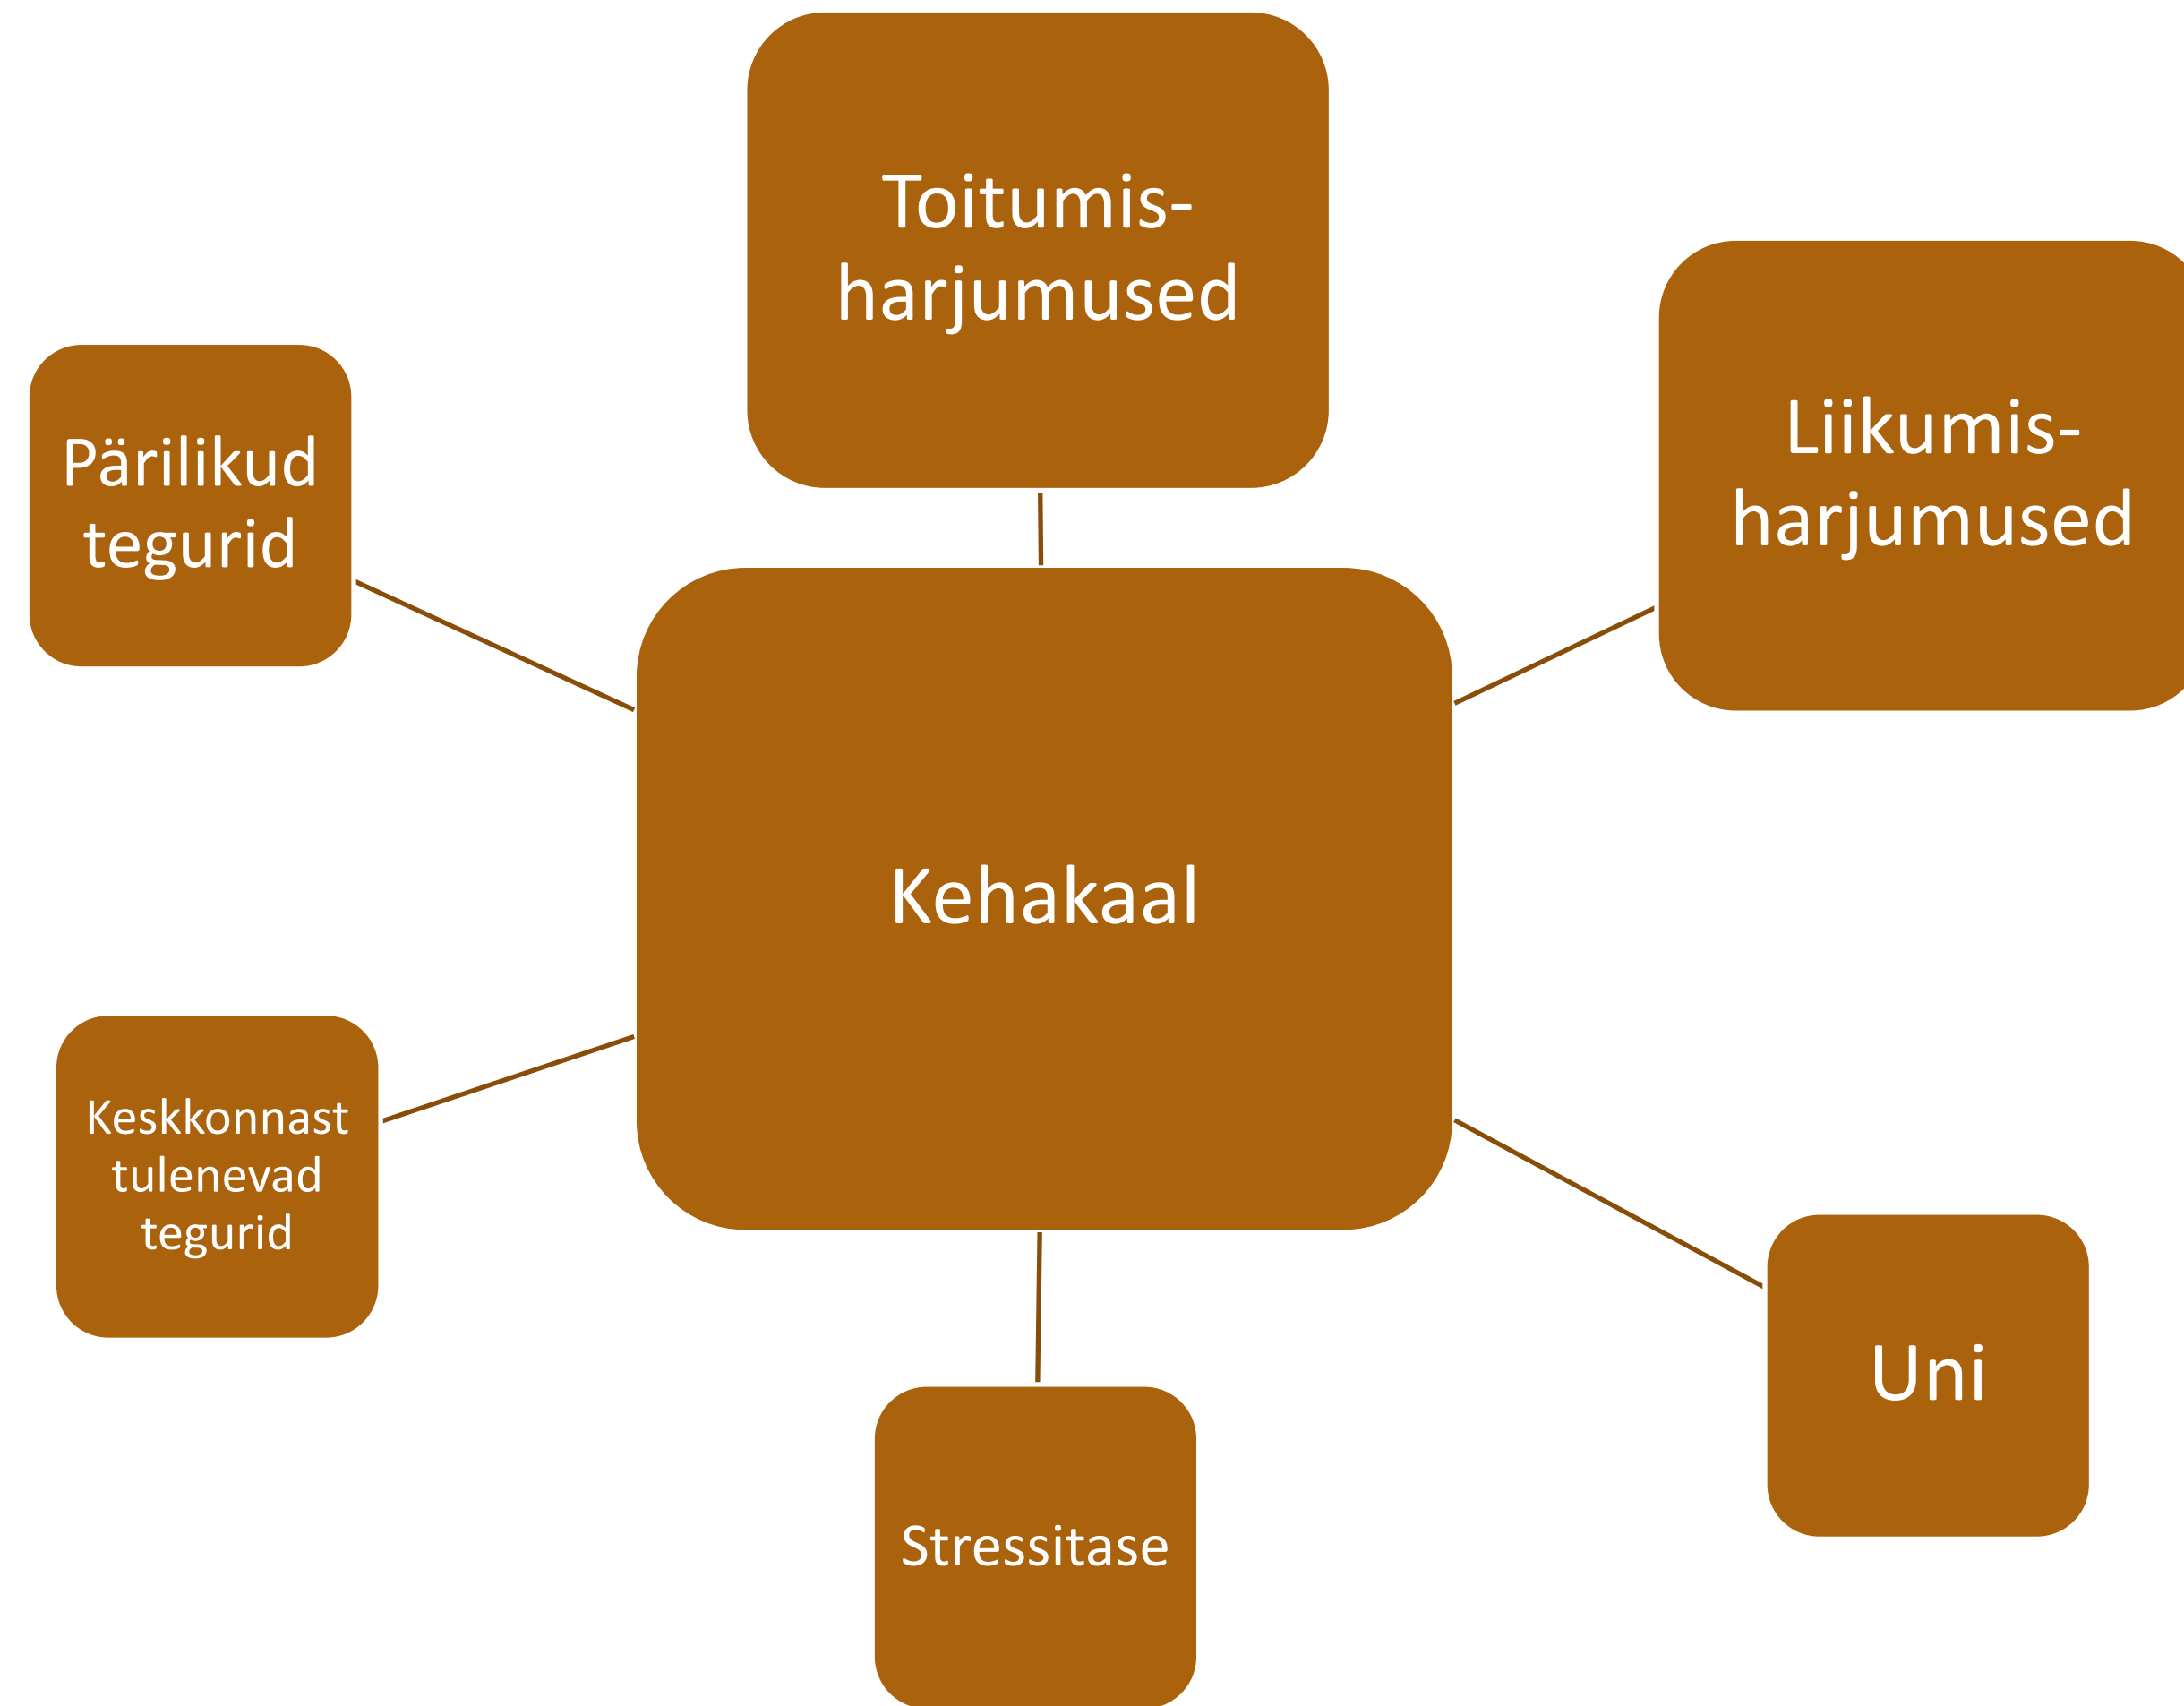 Toitumis-
harjumused
Liikumis-
harjumused
Pärilikud
tegurid
Kehakaal
Keskkonnast
tulenevad
tegurid
Uni
Stressitase